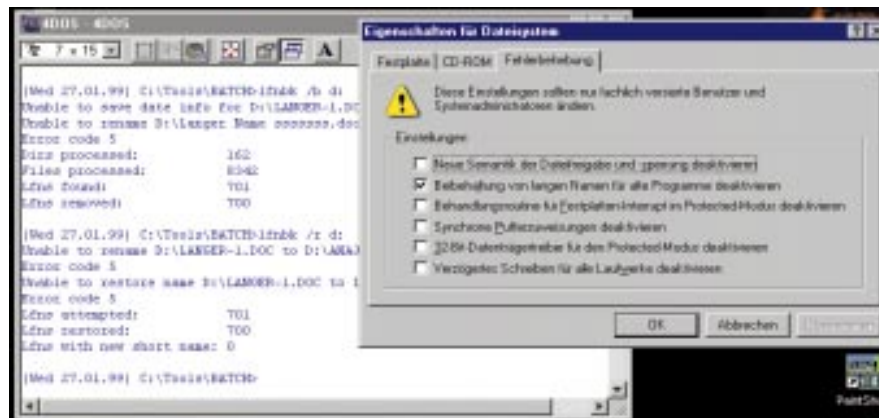 4DOS - 4DOS
7 x 15
[Wed 27.01.99] C:\Tools\BATCH>lfnbk /b d:
Unable to save date info for D:\LANGER~1.DOC
Unable to rename D:\Langer Name sssssss.doc
Error code 5
Dirs processed: 162
Files processed: 8342
Lfns found: 701
Lfns removed: 700
[Wed 27.01.99] C:\Tools\BATCH>lfnbk /r d:
Unable to rename D:\LANGER~1.DOC to D:\
Error code 5
Unable to restore name D:\LANGER~1.DOC to
Error code 5
Lfns attempted: 701
Lfns restored: 700
Lfns with new short name: 0
[Wed 27.01.99] C:\Tools\BATCH>
Eigenschaften für Dateisystem
Festplatte CD-ROM Fehlerbehebung
Diese Einstellungen sollten nur fachlich versierte Benutzer und
Systemadministratoren ändern.
Einstellungen
Neue Semantik der Dateifreigabe und -sperrung deaktivieren
Beibehaltung von langen Namen für alte Programme deaktivieren
Behandlungsroutine für Festplatten-Interrupt im Protected-Modus deaktivieren
Synchrone Pufferzuweisungen deaktivieren
32-Bit-Datenträgertreiber für den Protected-Modus deaktivieren
Verzögertes Schreiben für alle Laufwerke deaktivieren
OK Abbrechen Übernehmen
PaintSho